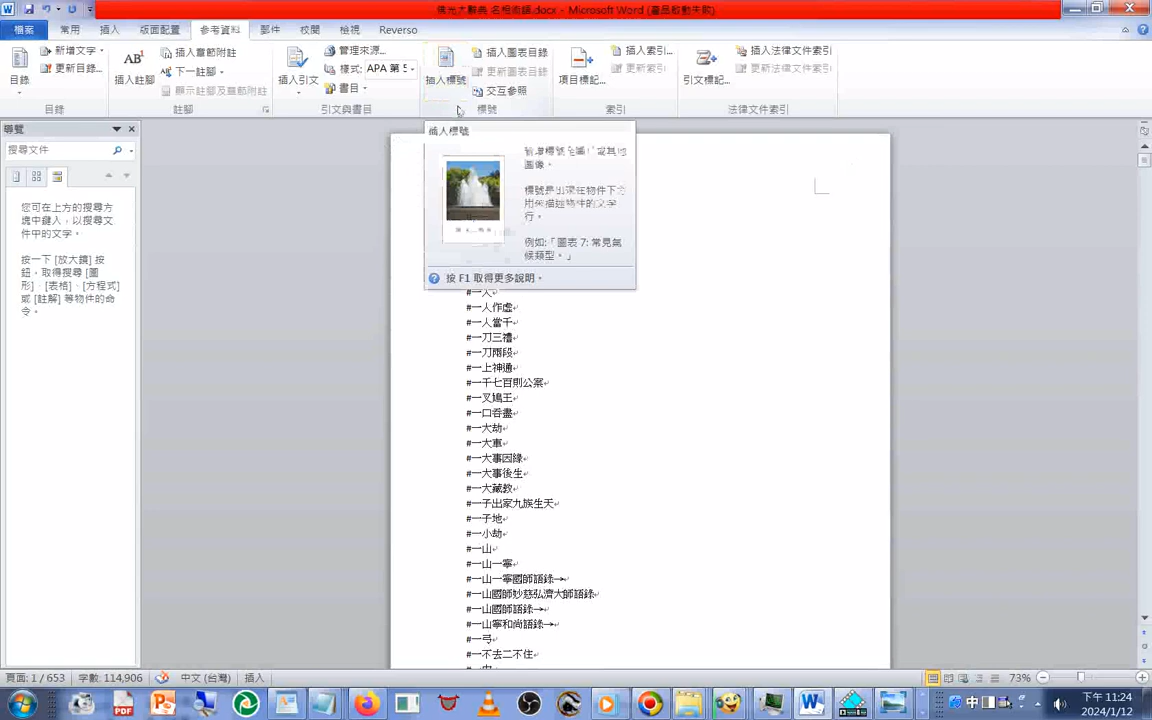 佛光大辭典 名相術語.docx - Microsoft Word (產品啟動失敗)
檔案 常用 插入 版面配置 參考資料 郵件 校閱 檢視 Reverso
目錄 新增文字 更新目錄...
AB¹ 插入註腳 插入章節附註 下一註腳 顯示註腳及章節附註
插入引文 管理來源... 樣式: APA 第 5 書目
插入標號 插入圖表目錄 更新圖表目錄 交互參照
項目標記... 插入索引... 更新索引
引文標記... 插入法律文件索引 更新法律文件索引
目錄 註腳 引文與書目 標號 索引 法律文件索引
導覽
搜尋文件
您可在上方的搜尋方
塊中鍵入，以搜尋文
件中的文字。
按一下 [放大鏡] 按
鈕，取得搜尋 [圖
形]、[表格]、[方程式]
或 [註解] 等物件的命
令。
插入標號
圖像。
標號是出現在物件下方
用來描述物件的文字
行。
例如:「圖表 7: 常見氣
候類型。」
按 F1 取得更多說明。
#一人
#一人作虛
#一人當千
#一刀三禮
#一刀兩段
#一上神通
#一千七百則公案
#一叉鳩王
#一口吞盡
#一大劫
#一大車
#一大事因緣
#一大事後生
#一大藏教
#一子出家九族生天
#一子地
#一小劫
#一山
#一山一寧
#一山一寧國師語錄→
#一山國師妙慈弘濟大師語錄
#一山國師語錄→
#一山寧和尚語錄→
#一弓
#一不去二不住
頁面: 1 / 653 字數: 114,906 中文 (台灣) 插入 73%
中 下午 11:24
2024/1/12